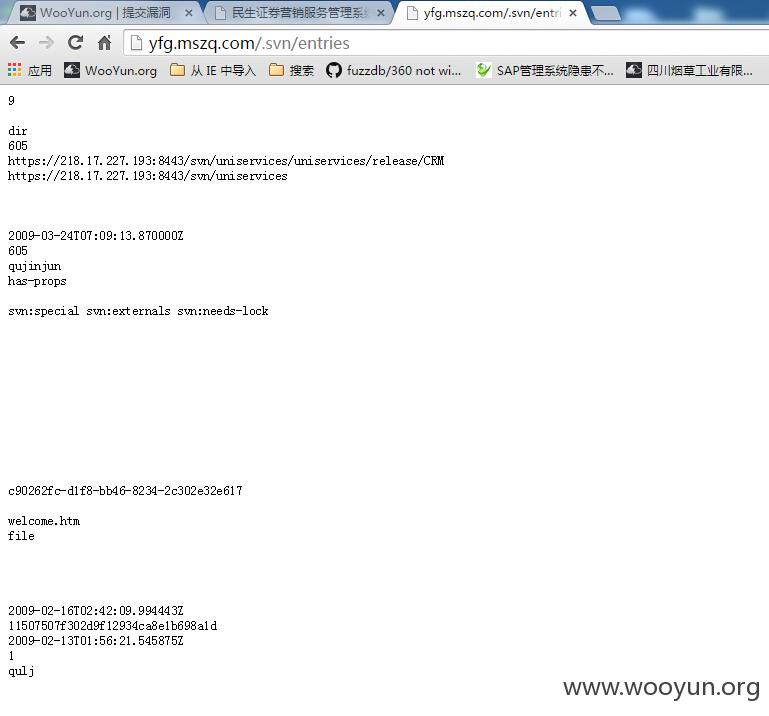 WooYun.org | 提交漏洞
民生证券营销服务管理系
yfg.mszq.com/.svn/entri
yfg.mszq.com/.svn/entries
应用
WooYun.org
从 IE 中导入
搜索
fuzzdb/360 not wi...
SAP管理系统隐患不...
四川烟草工业有限...
9
dir
605
https://218.17.227.193:8443/svn/uniservices/uniservices/release/CRM
https://218.17.227.193:8443/svn/uniservices
2009-03-24T07:09:13.870000Z
605
qujinjun
has-props
svn:special svn:externals svn:needs-lock
c90262fc-d1f8-bb46-8234-2c302e32e617
welcome.htm
file
2009-02-16T02:42:09.994443Z
11507507f302d9f12934ca8e1b698a1d
2009-02-13T01:56:21.545875Z
1
qulj
www.wooyun.org